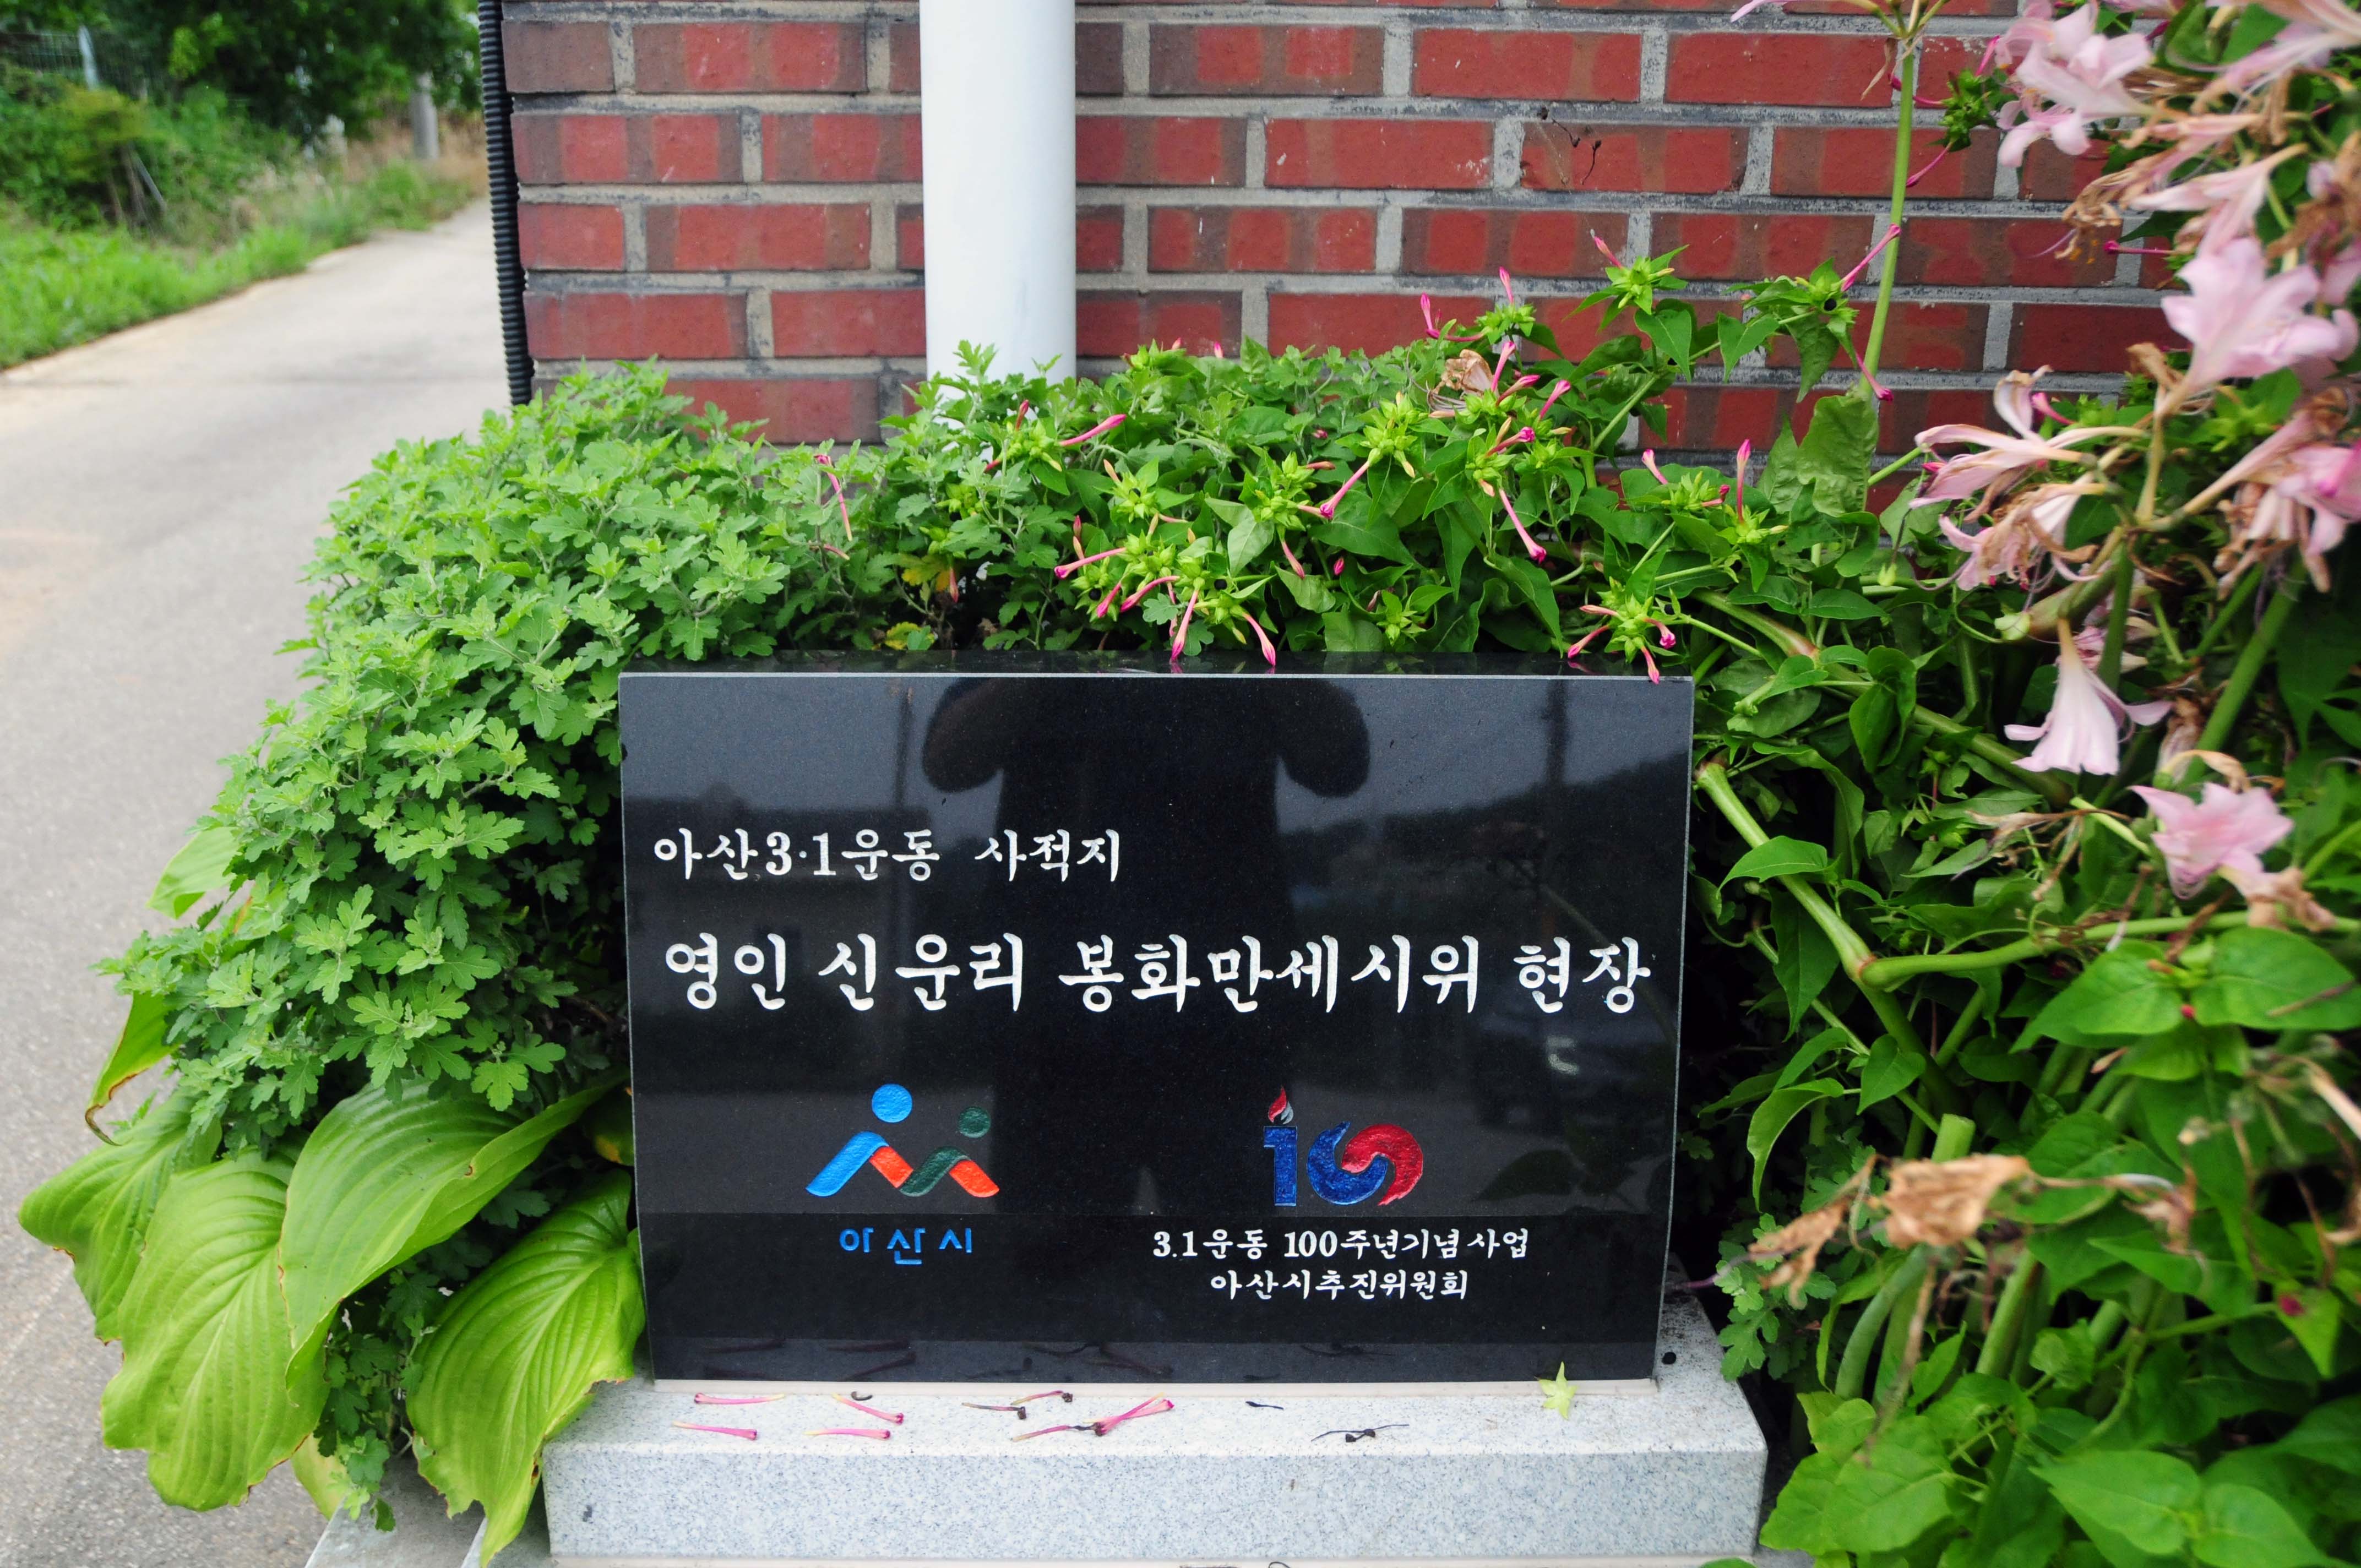 아산3·1운동 사적지
영인 신운리 봉화만세시위 현장
100
아산시
3.1운동 100주년기념사업
아산시추진위원회